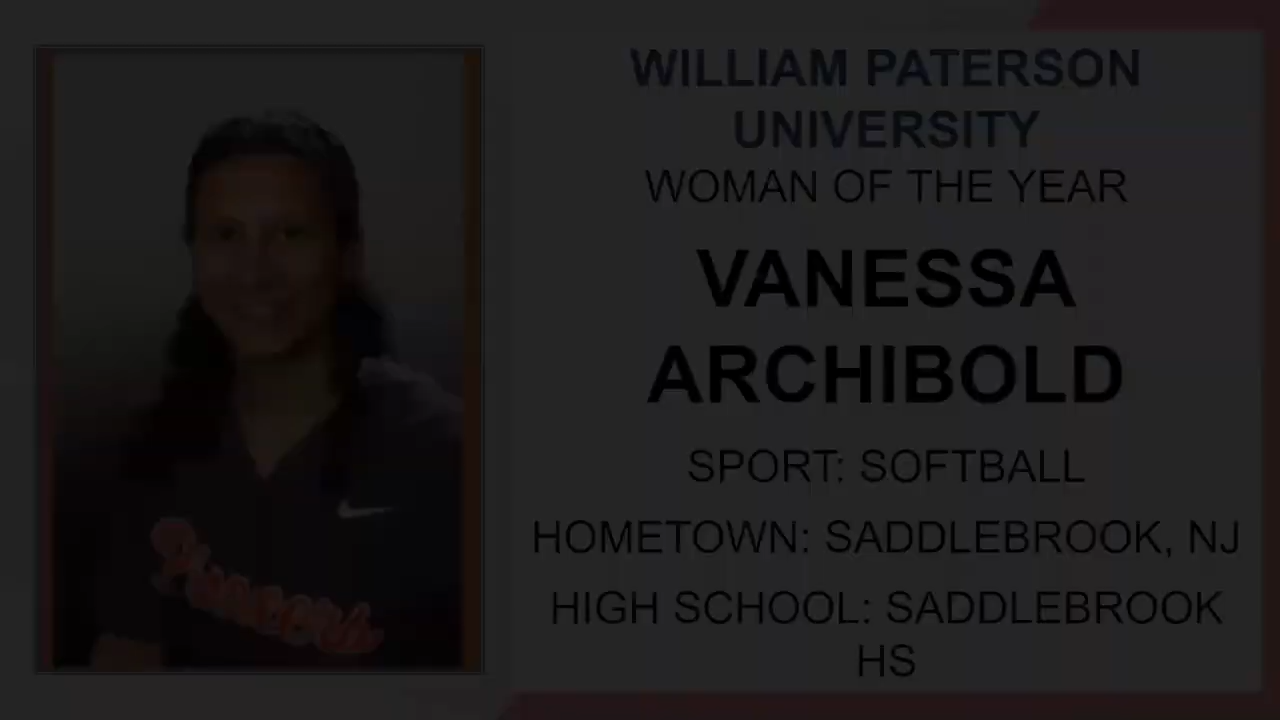 WILLIAM PATERSON
UNIVERSITY
WOMAN OF THE YEAR
VANESSA
ARCHIBOLD
SPORT: SOFTBALL
HOMETOWN: SADDLEBROOK, NJ
HIGH SCHOOL: SADDLEBROOK
HS